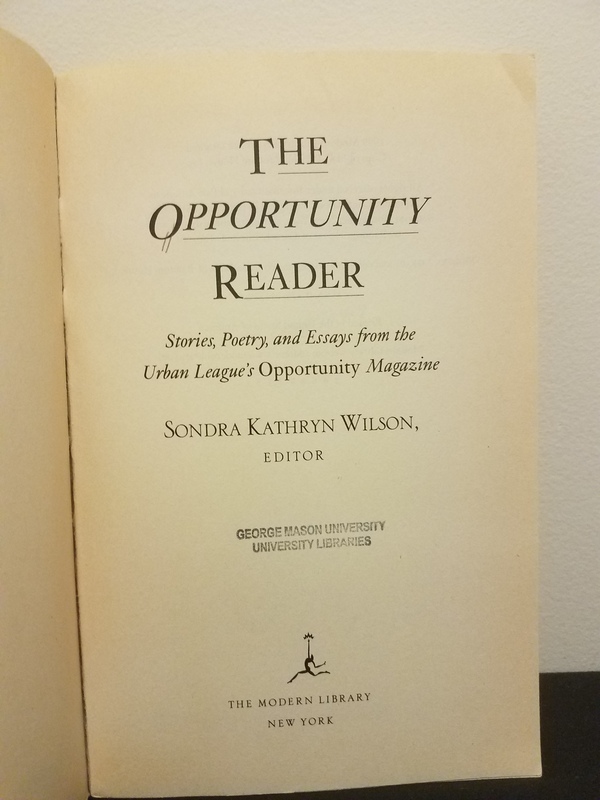 THE
OPPORTUNITY
READER
Stories, Poetry, and Essays from the
Urban League's Opportunity Magazine
SONDRA KATHRYN WILSON,
EDITOR
GEORGE MASON UNIVERSITY
UNIVERSITY LIBRARIES
THE MODERN LIBRARY
NEW YORK